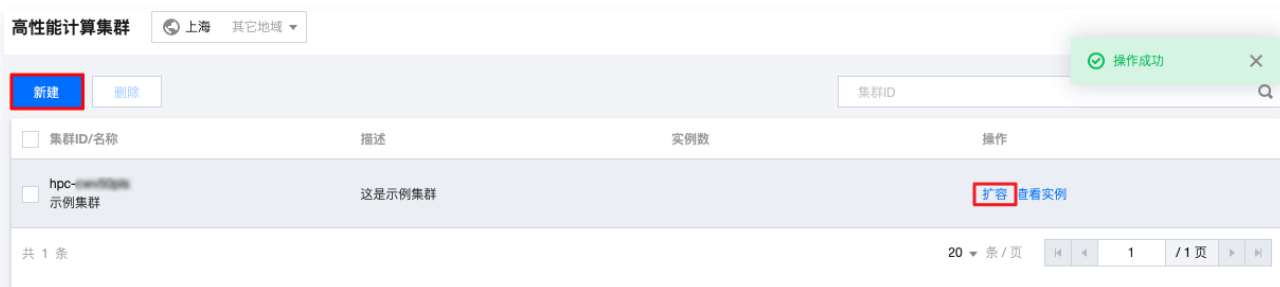 高性能计算集群 上海 其它地域
操作成功
新建 删除 集群ID
集群ID/名称 描述 实例数 操作
hpc-
示例集群 这是示例集群 扩容 查看实例
共 1 条 20 条 / 页 1 / 1 页